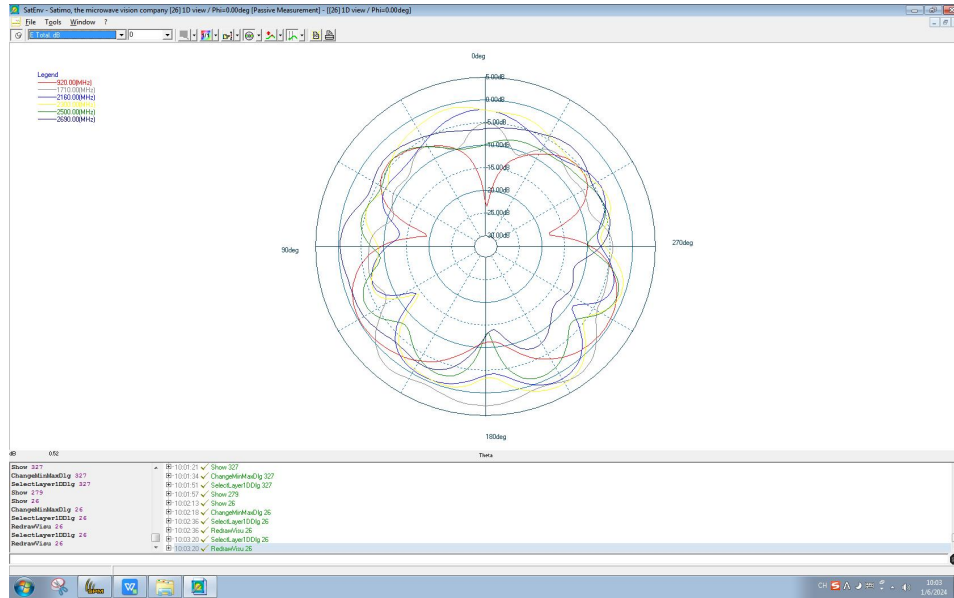 SatEnv - Satimo, the microwave vision company [26] 1D view / Phi=0.00deg [Passive Measurement] - [[26] 1D view / Phi=0.00deg]
File Tools Window ?
E Total dB 0
0deg
Legend
920.00(MHz)
1710.00(MHz)
2160.00(MHz)
2500.00(MHz)
2690.00(MHz)
5.00dB
0.00dB
-5.00dB
-10.00dB
-15.00dB
-20.00dB
-25.00dB
90deg
270deg
180deg
dB 0.52 Theta
Show 327
ChangeMinMaxDlg 327
SelectLayer1DDlg 327
Show 279
Show 26
ChangeMinMaxDlg 26
SelectLayer1DDlg 26
RedrawVisu 26
SelectLayer1DDlg 26
RedrawVisu 26
10:01:21 Show 327
10:01:34 ChangeMinMaxDlg 327
10:01:51 SelectLayer1DDlg 327
10:01:57 Show 279
10:02:13 Show 26
10:02:18 ChangeMinMaxDlg 26
10:02:36 SelectLayer1DDlg 26
10:02:36 RedrawVisu 26
10:03:20 SelectLayer1DDlg 26
10:03:20 RedrawVisu 26
CH
10:03
1/6/2024